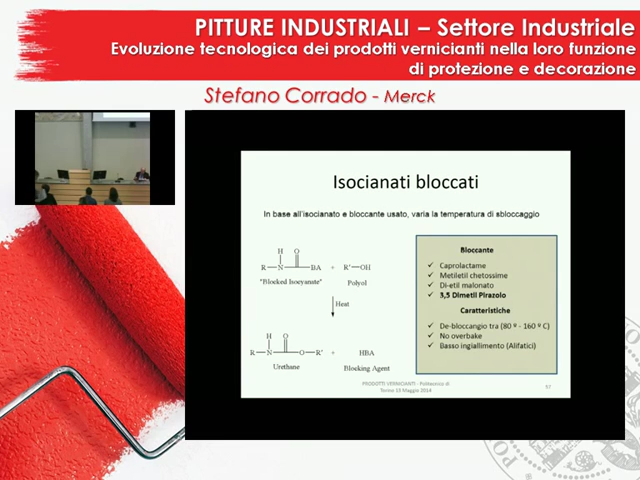 PITTURE INDUSTRIALI – Settore Industriale
Evoluzione tecnologica dei prodotti vernicianti nella loro funzione
di protezione e decorazione
Stefano Corrado - Merck
Isocianati bloccati
In base all'isocianato e bloccante usato, varia la temperatura di sbloccaggio
H O
R—N—C—BA + R'—OH
"Blocked Isocyanate" Polyol
Heat
H O
R—N—C—O—R' + HBA
Urethane Blocking Agent
Bloccante
✓ Caprolactame
✓ Metiletil chetossime
✓ Di-etil malonato
✓ 3,5 Dimetil Pirazolo
Caratteristiche
✓ De-bloccangio tra (80 º - 160 º C)
✓ No overbake
✓ Basso ingiallimento (Alifatici)
PRODOTTI VERNICIANTI - Politecnico di
Torino 13 Maggio 2014
57